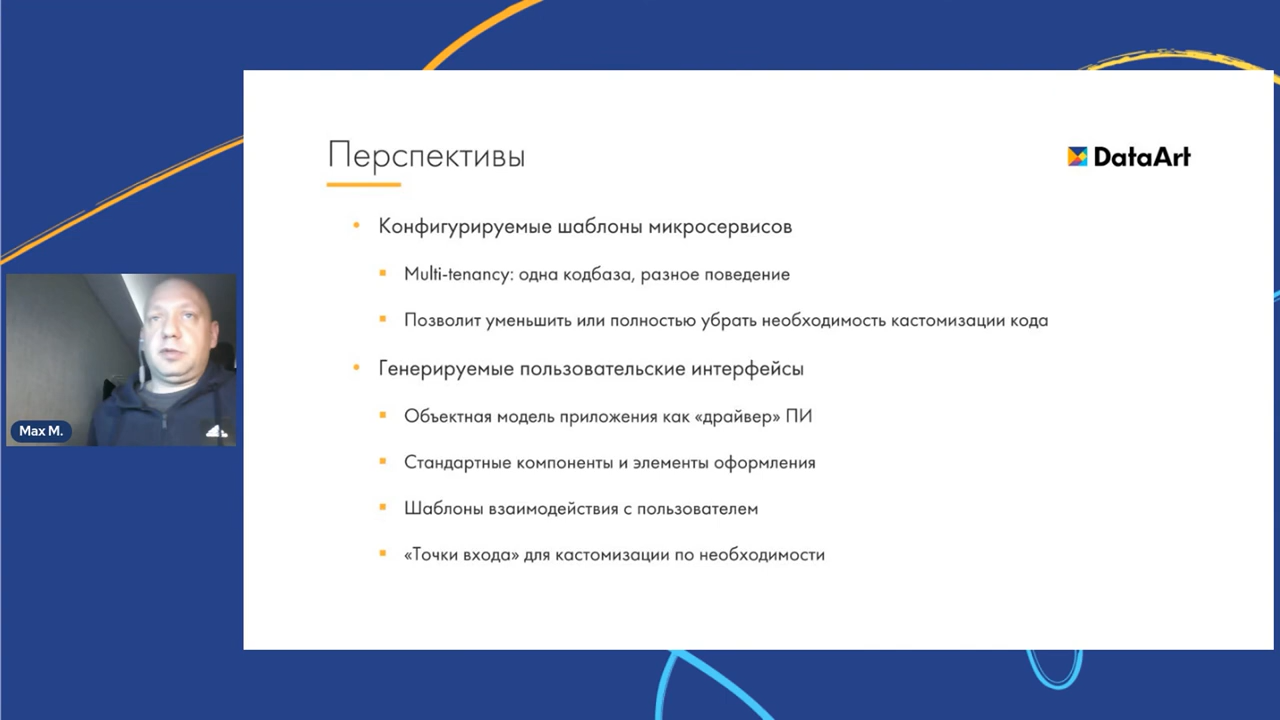 Перспективы
DataArt
Конфигурируемые шаблоны микросервисов
Multi-tenancy: одна кодбаза, разное поведение
Позволит уменьшить или полностью убрать необходимость кастомизации кода
Генерируемые пользовательские интерфейсы
Объектная модель приложения как «драйвер» ПИ
Стандартные компоненты и элементы оформления
Шаблоны взаимодействия с пользователем
«Точки входа» для кастомизации по необходимости
Max M.